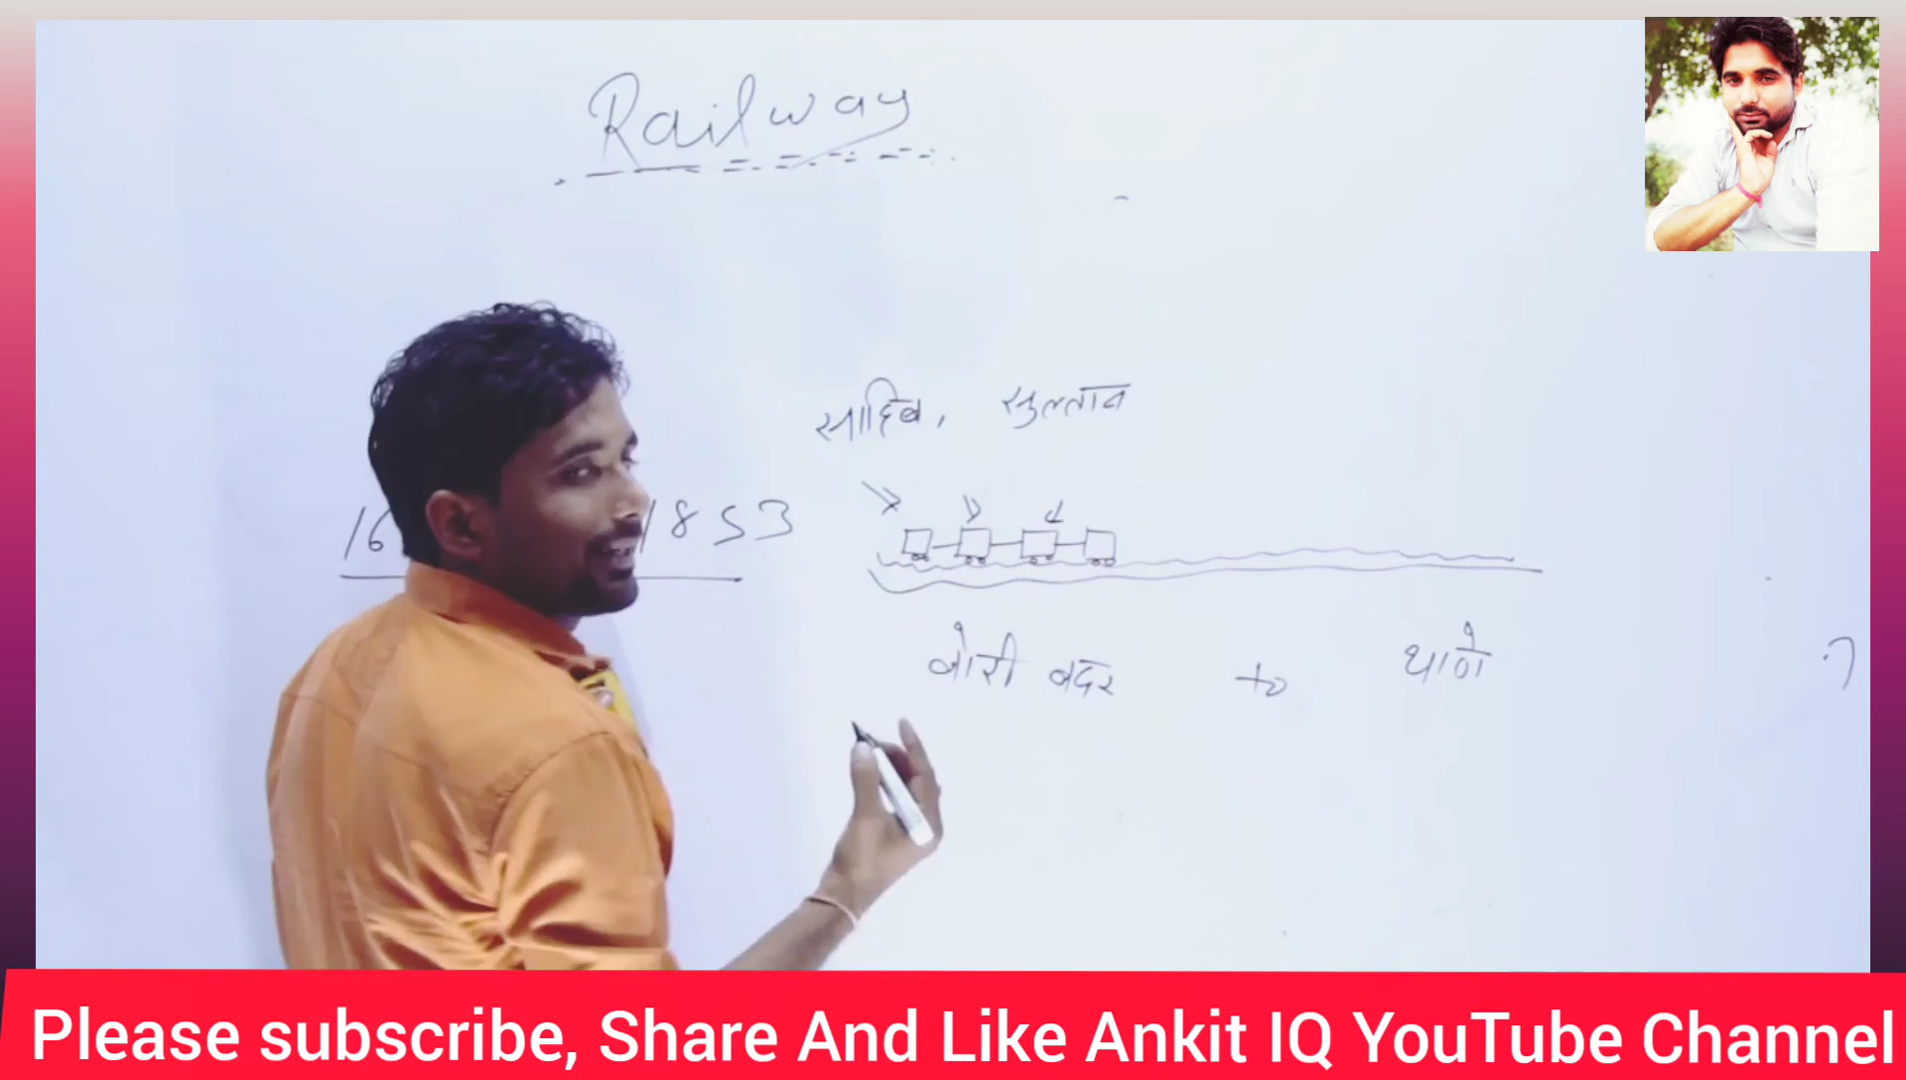 Railway
साहिब, सुल्तान
16 1853
बोरी बंदर to थाणे
Please subscribe, Share And Like Ankit IQ YouTube Channel